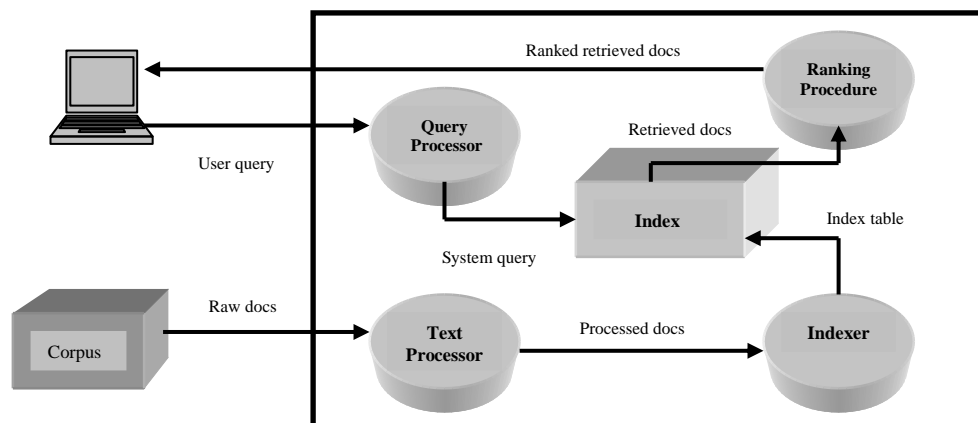 Ranked retrieved docs
Ranking
Procedure
Query
Processor
Retrieved docs
User query
Index
Index table
System query
Raw docs
Corpus
Text
Processor
Processed docs
Indexer